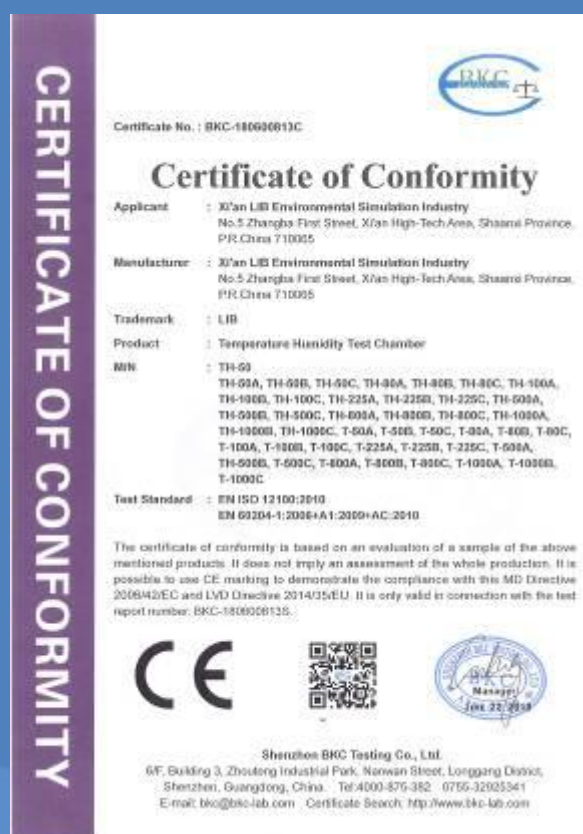 CERTIFICATE OF CONFORMITY
BKC
Certificate No. : BKC-180600813C
Certificate of Conformity
Applicant : Xi'an LIB Environmental Simulation Industry
No.5 Zhangba First Street, Xi'an High-Tech Area, Shaanxi Province,
P.R.China 710065
Manufacturer : Xi'an LIB Environmental Simulation Industry
No.5 Zhangba First Street, Xi'an High-Tech Area, Shaanxi Province,
P.R.China 710065
Trademark : LIB
Product : Temperature Humidity Test Chamber
M/N : TH-50
TH-50A, TH-50B, TH-50C, TH-80A, TH-80B, TH-80C, TH-100A,
TH-100B, TH-100C, TH-225A, TH-225B, TH-225C, TH-500A,
TH-500B, TH-500C, TH-800A, TH-800B, TH-800C, TH-1000A,
TH-1000B, TH-1000C, T-50A, T-50B, T-50C, T-80A, T-80B, T-80C,
T-100A, T-100B, T-100C, T-225A, T-225B, T-225C, T-500A,
TH-500B, T-500C, T-800A, T-800B, T-800C, T-1000A, T-1000B,
T-1000C
Test Standard : EN ISO 12100:2010
EN 60204-1:2006+A1:2009+AC:2010
The certificate of conformity is based on an evaluation of a sample of the above
mentioned products. It does not imply an assessment of the whole production. It is
possible to use CE marking to demonstrate the compliance with this MD Directive
2006/42/EC and LVD Directive 2014/35/EU. It is only valid in connection with the test
report number: BKC-180600813S.
CE
BKC
Manager
June 22, 2018
Shenzhen BKC Testing Co., Ltd.
6/F, Building 3, Zhouteng Industrial Park, Nanwan Street, Longgang District,
Shenzhen, Guangdong, China. Tel:4000-875-382 0755-32925341
E-mail: bkc@bkc-lab.com Certificate Search: http://www.bkc-lab.com